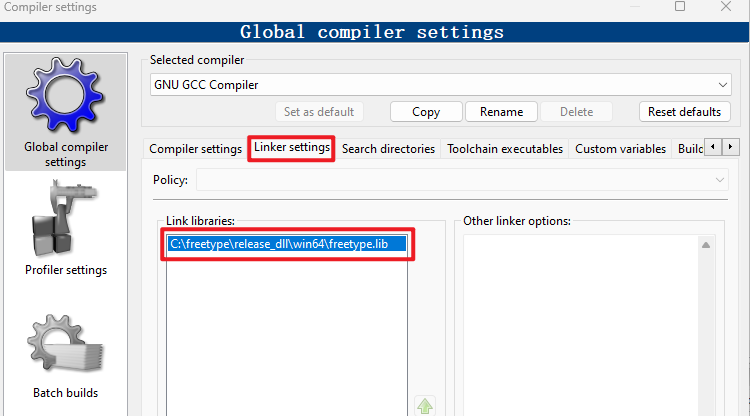 Compiler settings
Global compiler settings
Global compiler
settings
Profiler settings
Batch builds
Selected compiler
GNU GCC Compiler
Set as default
Copy
Rename
Delete
Reset defaults
Compiler settings
Linker settings
Search directories
Toolchain executables
Custom variables
Build
Policy:
Link libraries:
C:\freetype\release_dll\win64\freetype.lib
Other linker options: